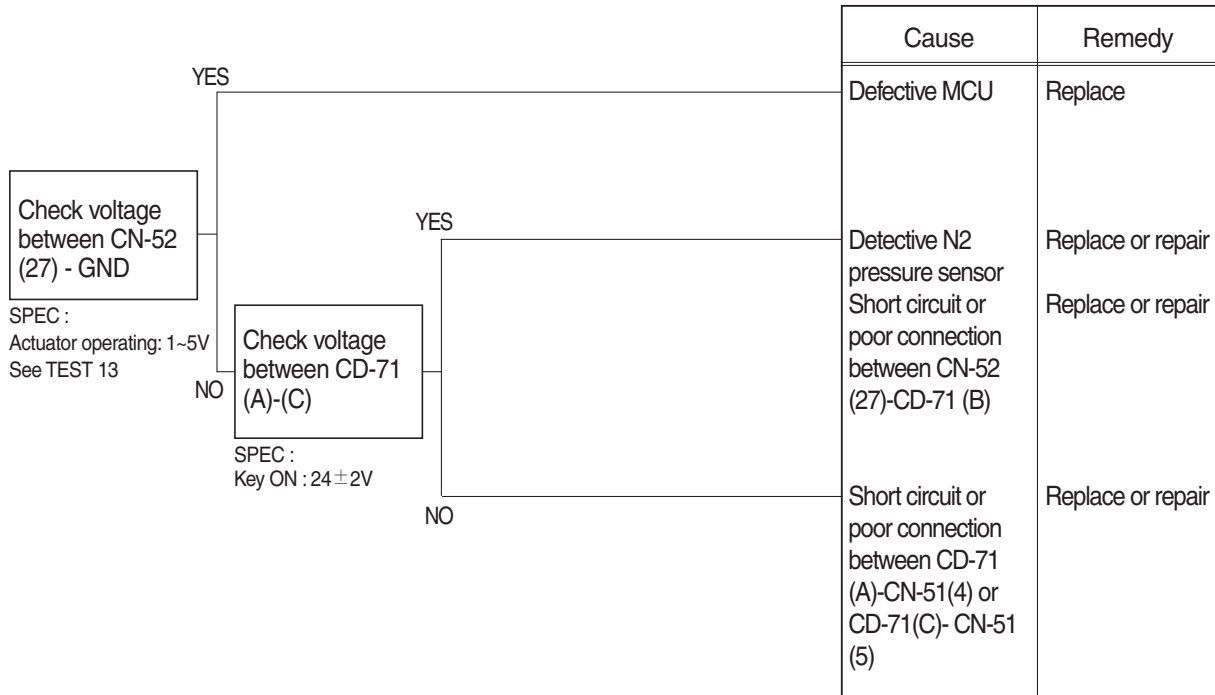 Cause
Remedy
YES
Defective MCU
Replace
Check voltage
between CN-52
(27) - GND
SPEC :
Actuator operating: 1~5V
See TEST 13
YES
Detective N2
pressure sensor
Replace or repair
Short circuit or
poor connection
between CN-52
(27)-CD-71 (B)
Replace or repair
NO
Check voltage
between CD-71
(A)-(C)
SPEC :
Key ON : 24±2V
NO
Short circuit or
poor connection
between CD-71
(A)-CN-51(4) or
CD-71(C)- CN-51
(5)
Replace or repair